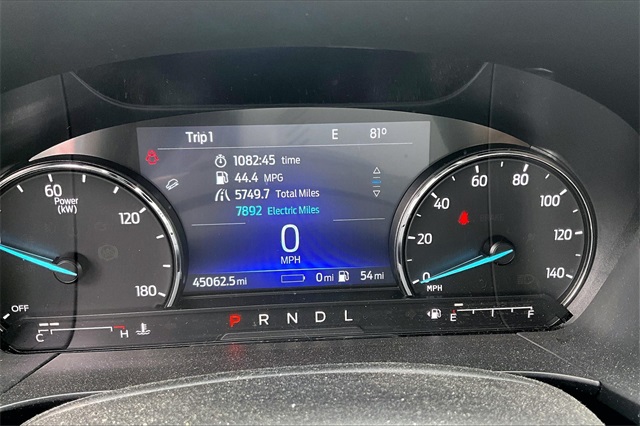 Trip 1 E 81°
1082:45 time
44.4 MPG
5749.7 Total Miles
7892 Electric Miles
0
MPH
45062.5 mi 0 mi 54 mi
60
Power
(kW)
120
180
OFF
C H
P R N D L
0
20
40
60
80
100
120
140
MPH
E F